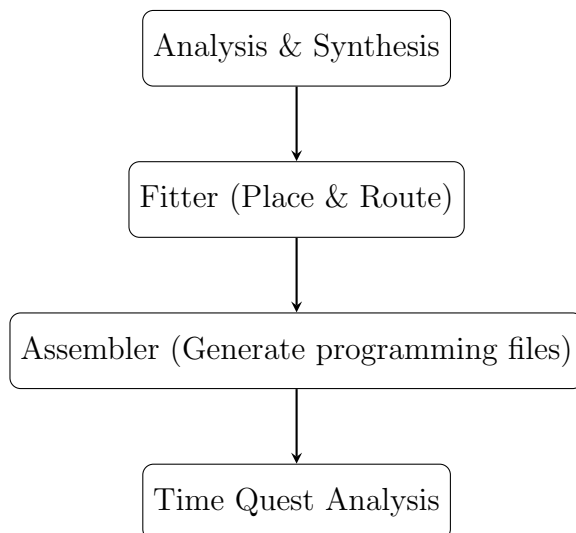 Analysis & Synthesis
Fitter (Place & Route)
Assembler (Generate programming files)
Time Quest Analysis